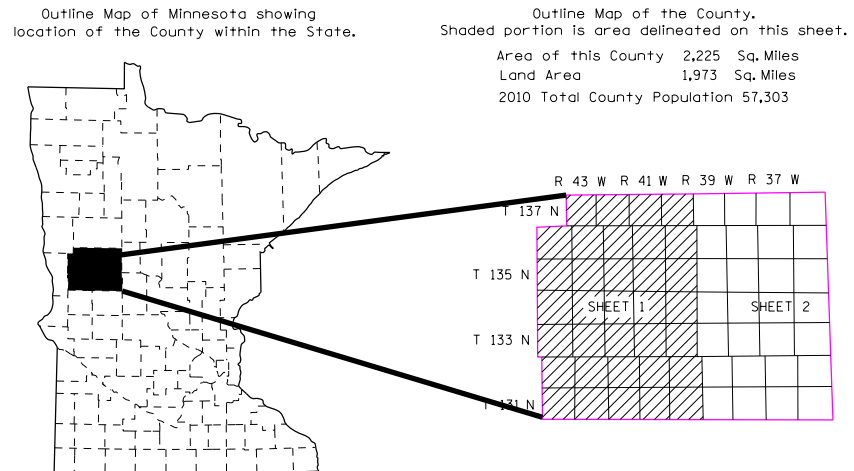 Outline Map of Minnesota showing
location of the County within the State.
Outline Map of the County.
Shaded portion is area delineated on this sheet.
Area of this County 2,225 Sq. Miles
Land Area 1,973 Sq. Miles
2010 Total County Population 57,303
R 43 W R 41 W R 39 W R 37 W
T 137 N
T 135 N
SHEET 1 SHEET 2
T 133 N
T 131 N